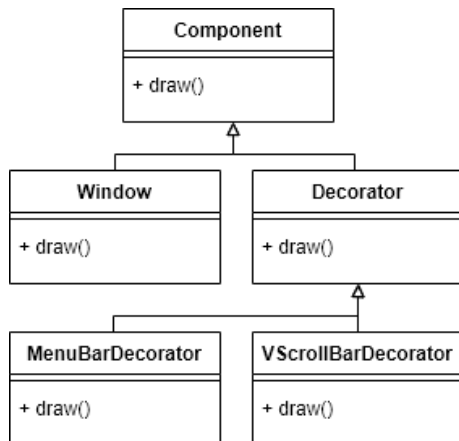 Component
+ draw()
Window
Decorator
+ draw()
+ draw()
MenuBarDecorator
VScrollBarDecorator
+ draw()
+ draw()